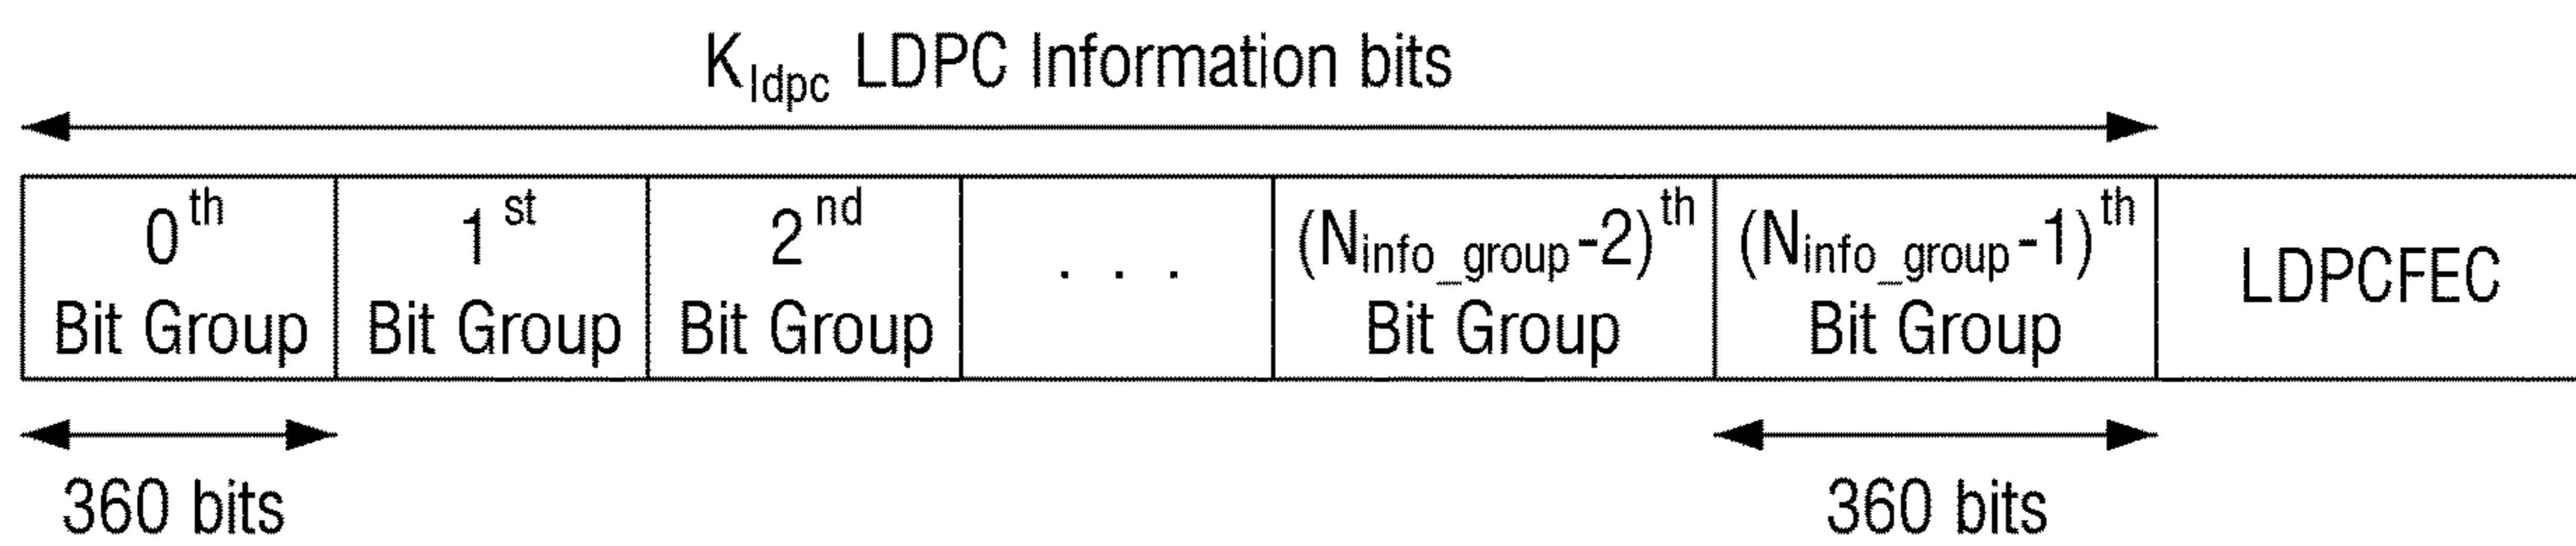 K_ldpc LDPC Information bits
0th Bit Group
1st Bit Group
2nd Bit Group
. . .
(N_info_group-2)th Bit Group
(N_info_group-1)th Bit Group
LDPCFEC
360 bits
360 bits